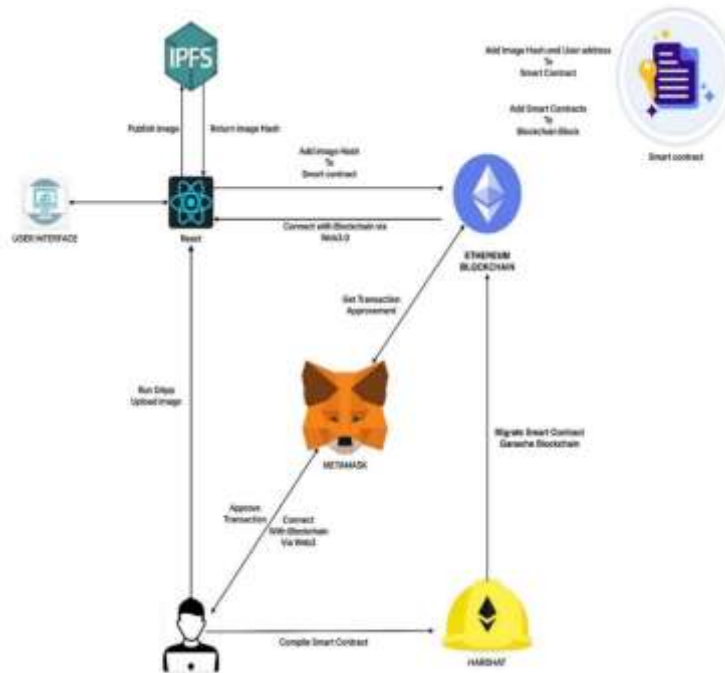 IPFS
Add Image Hash and User address
To
Smart Contract
Publish Image
Return Image Hash
Add Smart Contracts
To
Blockchain Block
Add Image Hash
To
Smart contract
Smart contract
USER INTERFACE
React
Connect with Blockchain via
Web3.0
ETHEREUM
BLOCKCHAIN
Get Transaction
Approvement
Run DApp
Upload Image
Migrate Smart Contract
Ganache Blockchain
METAMASK
Approve
Transaction
Connect
With Blockchain
Via Web3
Compile Smart Contract
HARDHAT